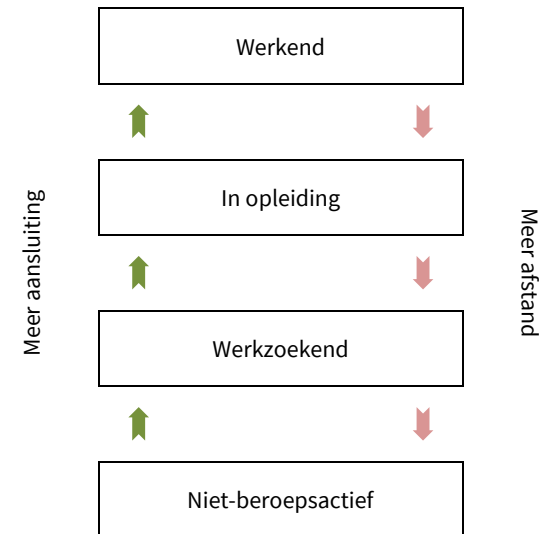 Werkend
In opleiding
Meer aansluiting
Meer afstand
Werkzoekend
Niet-beroepsactief